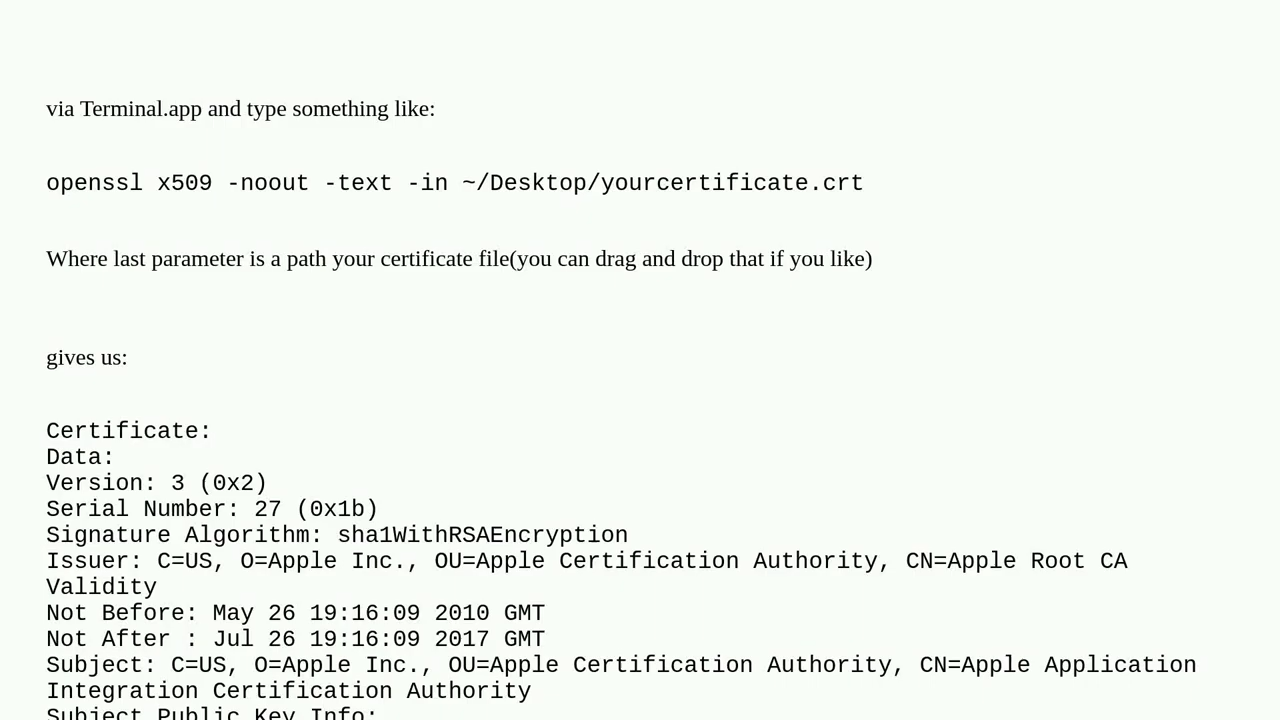 via Terminal.app and type something like:
openssl x509 -noout -text -in ~/Desktop/yourcertificate.crt
Where last parameter is a path your certificate file(you can drag and drop that if you like)
gives us:
Certificate:
Data:
Version: 3 (0x2)
Serial Number: 27 (0x1b)
Signature Algorithm: sha1WithRSAEncryption
Issuer: C=US, O=Apple Inc., OU=Apple Certification Authority, CN=Apple Root CA
Validity
Not Before: May 26 19:16:09 2010 GMT
Not After : Jul 26 19:16:09 2017 GMT
Subject: C=US, O=Apple Inc., OU=Apple Certification Authority, CN=Apple Application
Integration Certification Authority
Subject Public Key Info: